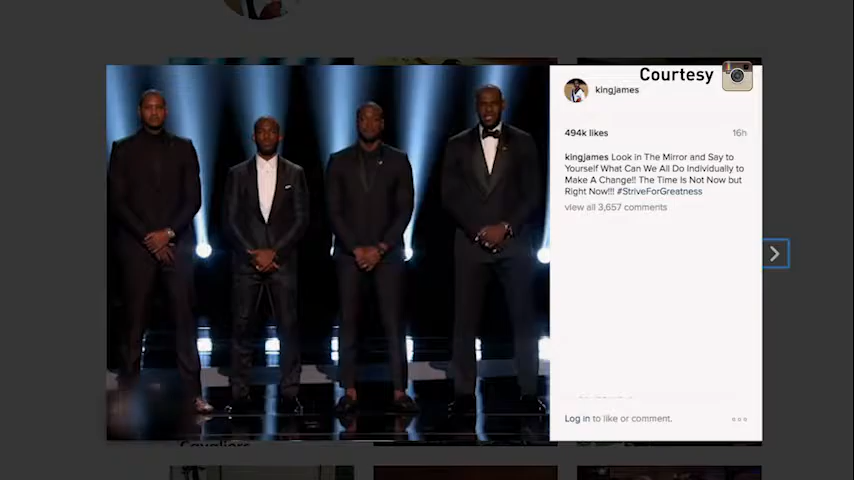 Courtesy
kingjames
494k likes
16h
kingjames Look in The Mirror and Say to
Yourself What Can We All Do Individually to
Make A Change!! The Time Is Not Now but
Right Now!!! #StriveForGreatness
view all 3,657 comments
Log in to like or comment.
Cavaliers